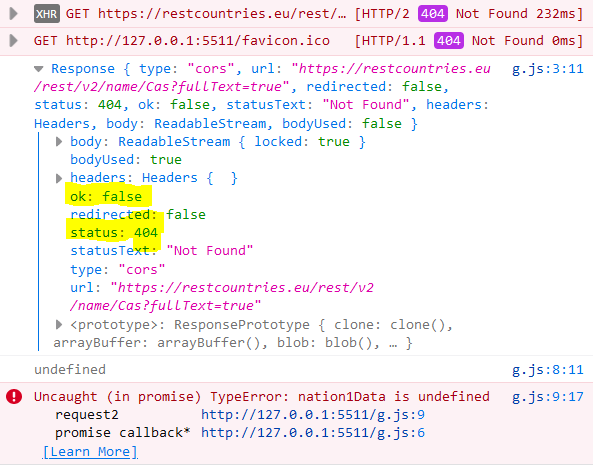 XHR GET https://restcountries.eu/rest/… [HTTP/2 404 Not Found 232ms]
GET http://127.0.0.1:5511/favicon.ico [HTTP/1.1 404 Not Found 0ms]
Response { type: "cors", url: "https://restcountries.eu g.js:3:11
/rest/v2/name/Cas?fullText=true", redirected: false,
status: 404, ok: false, statusText: "Not Found", headers:
Headers, body: ReadableStream, bodyUsed: false }
body: ReadableStream { locked: true }
bodyUsed: true
headers: Headers { }
ok: false
redirected: false
status: 404
statusText: "Not Found"
type: "cors"
url: "https://restcountries.eu/rest/v2
/name/Cas?fullText=true"
<prototype>: ResponsePrototype { clone: clone(),
arrayBuffer: arrayBuffer(), blob: blob(), … }
undefined g.js:8:11
Uncaught (in promise) TypeError: nation1Data is undefined g.js:9:17
request2 http://127.0.0.1:5511/g.js:9
promise callback* http://127.0.0.1:5511/g.js:6
[Learn More]